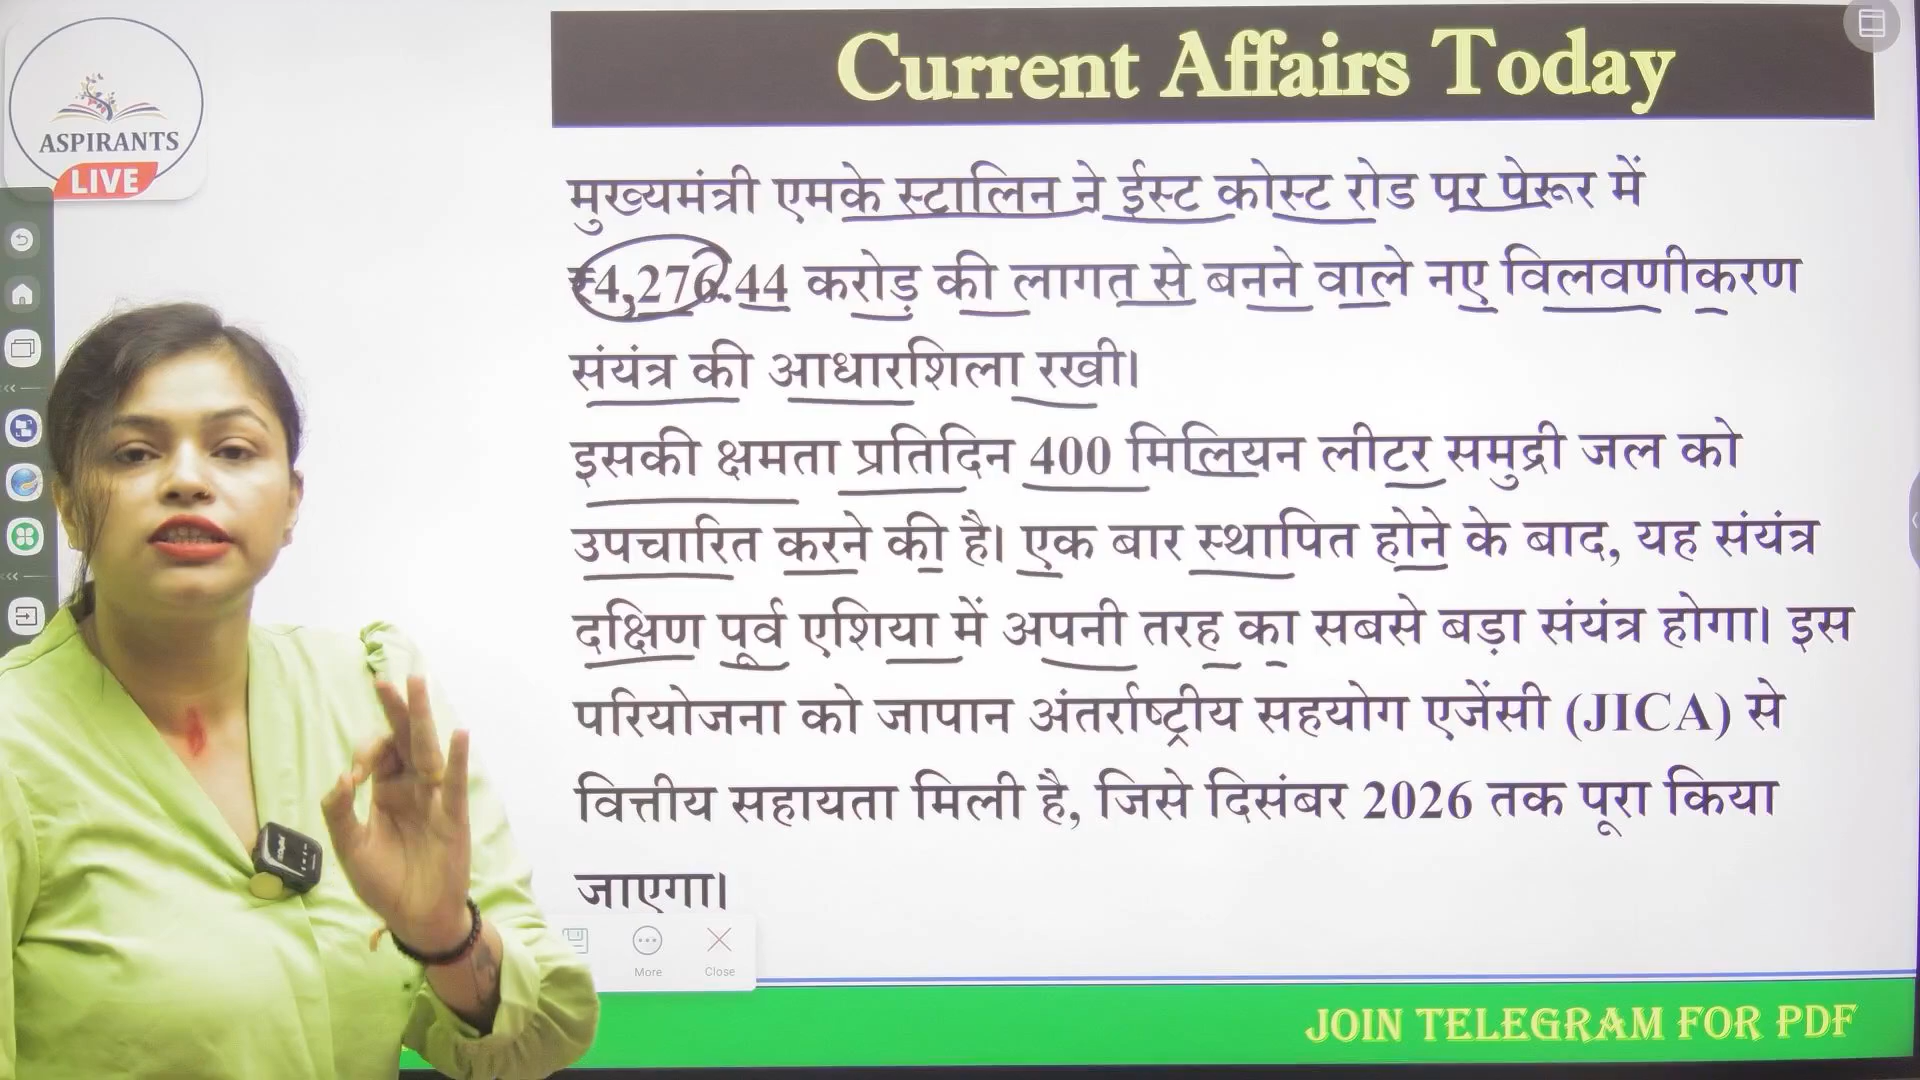 ASPIRANTS
LIVE
Current Affairs Today
मुख्यमंत्री एमके स्टालिन ने ईस्ट कोस्ट रोड पर पेरूर में
₹4,276.44 करोड़ की लागत से बनने वाले नए विलवणीकरण
संयंत्र की आधारशिला रखी।
इसकी क्षमता प्रतिदिन 400 मिलियन लीटर समुद्री जल को
उपचारित करने की है। एक बार स्थापित होने के बाद, यह संयंत्र
दक्षिण पूर्व एशिया में अपनी तरह का सबसे बड़ा संयंत्र होगा। इस
परियोजना को जापान अंतर्राष्ट्रीय सहयोग एजेंसी (JICA) से
वित्तीय सहायता मिली है, जिसे दिसंबर 2026 तक पूरा किया
जाएगा।
More Close
JOIN TELEGRAM FOR PDF